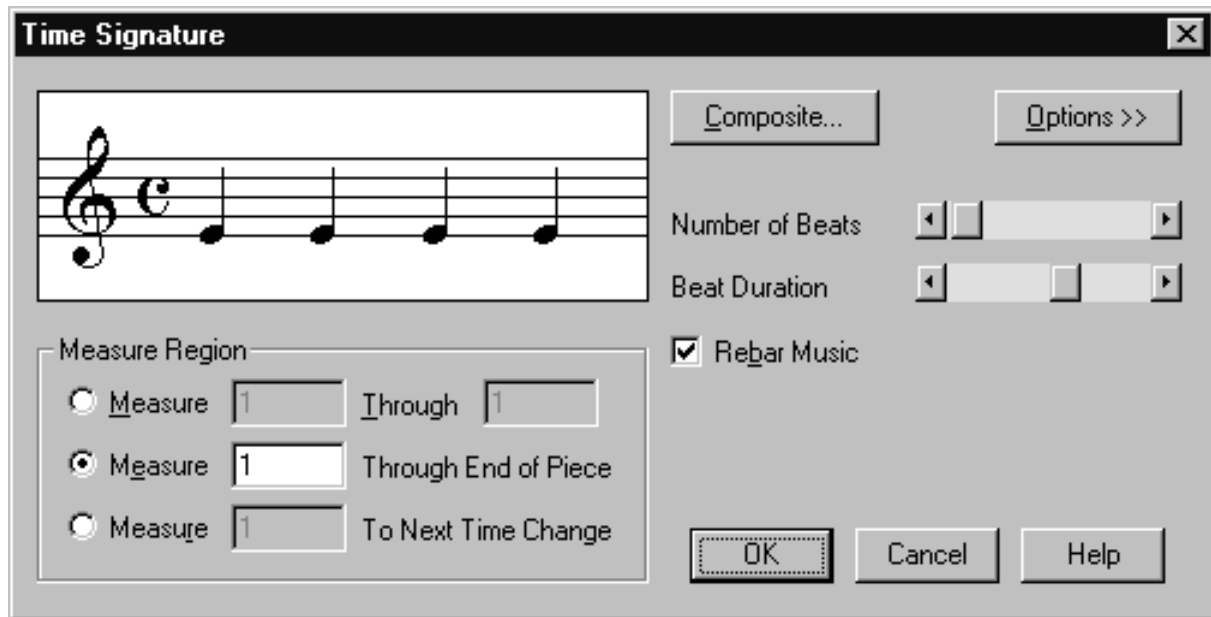 Time Signature
Composite...
Options >>
Number of Beats
Beat Duration
Rebar Music
Measure Region
Measure 1 Through 1
Measure 1 Through End of Piece
Measure 1 To Next Time Change
OK Cancel Help